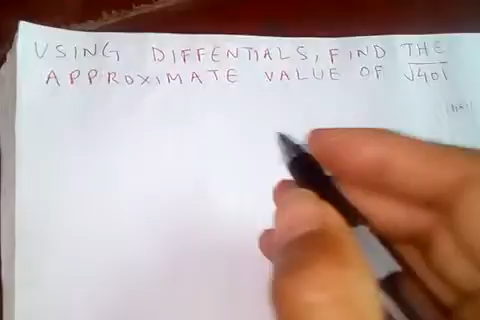 USING DIFFENTIALS, FIND THE
APPROXIMATE VALUE OF √401